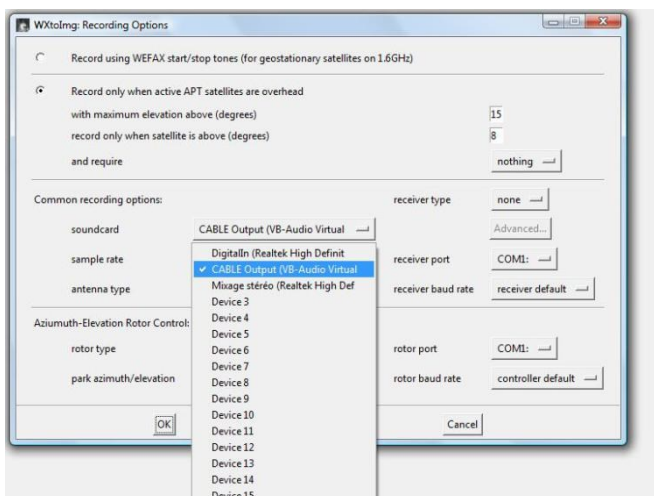 WXtoImg: Recording Options
Record using WEFAX start/stop tones (for geostationary satellites on 1.6GHz)
Record only when active APT satellites are overhead
with maximum elevation above (degrees) 15
record only when satellite is above (degrees) 8
and require nothing
Common recording options: receiver type none
soundcard CABLE Output (VB-Audio Virtual Advanced...
DigitalIn (Realtek High Definit
sample rate CABLE Output (VB-Audio Virtual receiver port COM1:
Mixage stéréo (Realtek High Def
antenna type receiver baud rate receiver default
Device 3
Device 4
Aziumuth-Elevation Rotor Control:
Device 5
rotor type Device 6 rotor port COM1:
Device 7
park azimuth/elevation Device 8 rotor baud rate controller default
Device 9
Device 10
OK Device 11 Cancel
Device 12
Device 13
Device 14
Device 15